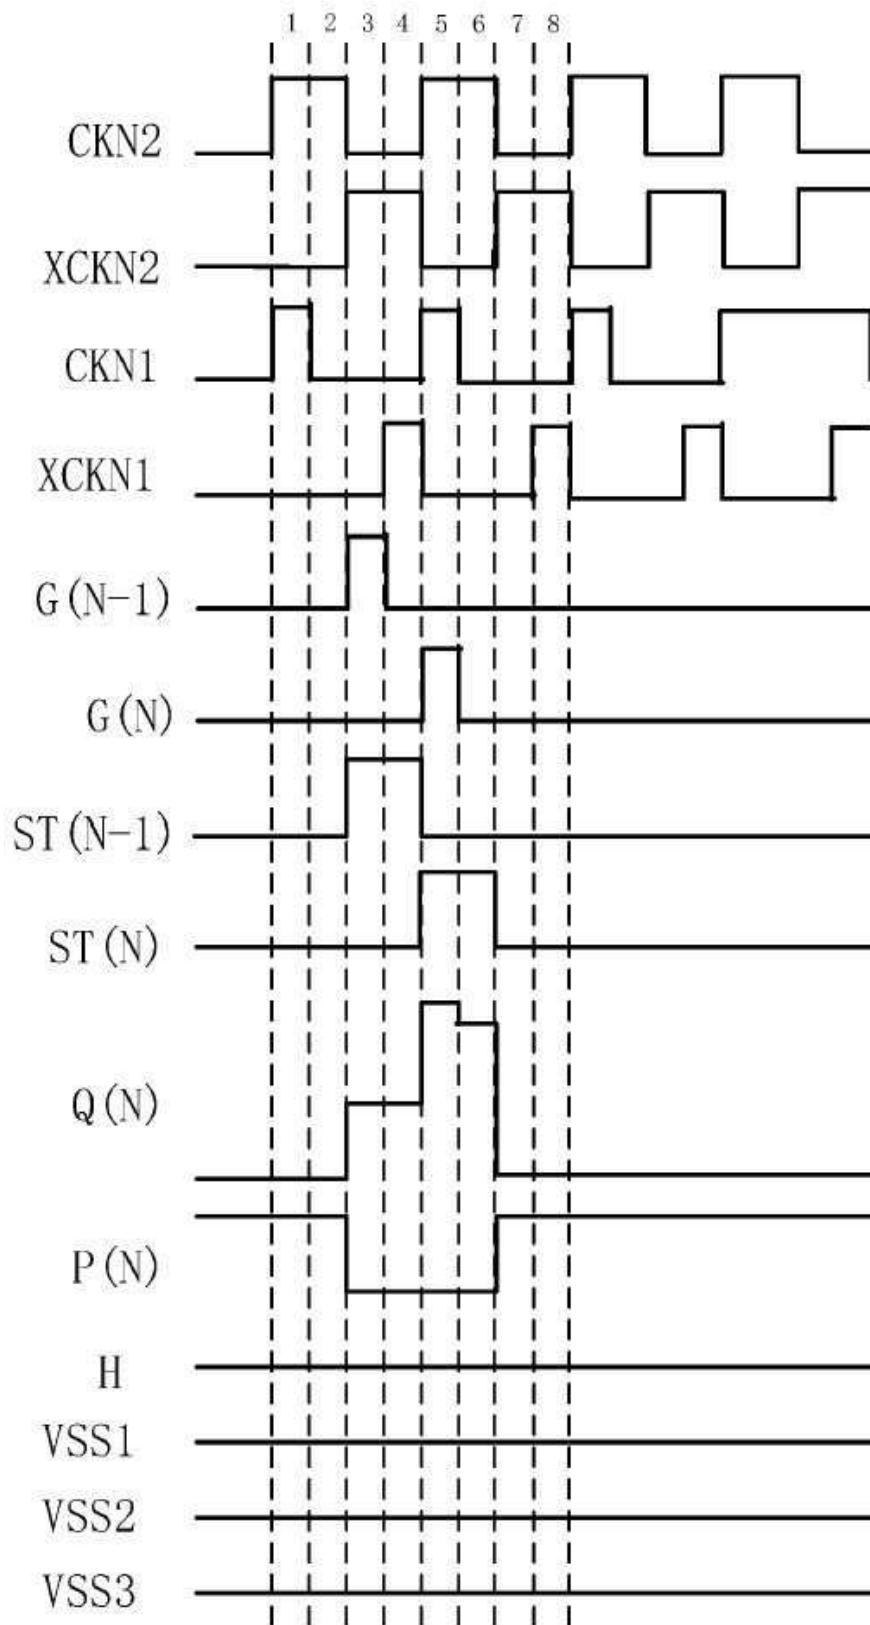 1 2 3 4 5 6 7 8
CKN2
XCKN2
CKN1
XCKN1
G(N-1)
G(N)
ST(N-1)
ST(N)
Q(N)
P(N)
H
VSS1
VSS2
VSS3